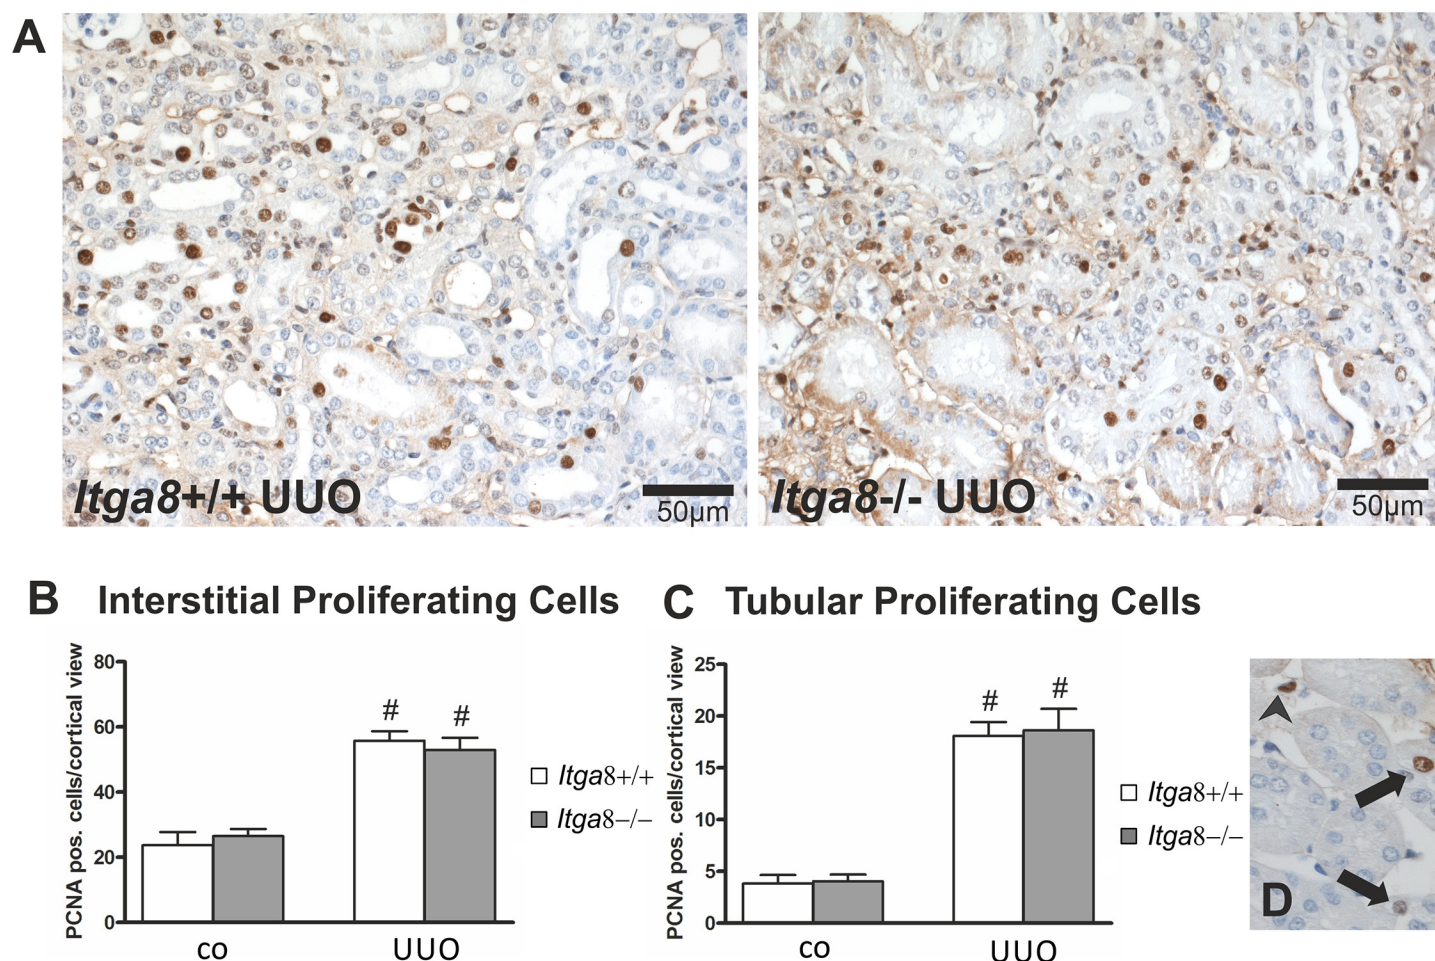 A
Itga8+/+ UUO
50µm
Itga8-/- UUO
50µm
B Interstitial Proliferating Cells
PCNA pos. cells/cortical view
80
60
40
20
0
# #
co UUO
Itga8+/+
Itga8−/−
C Tubular Proliferating Cells
PCNA pos. cells/cortical view
25
20
15
10
5
0
# #
co UUO
Itga8+/+
Itga8−/−
D